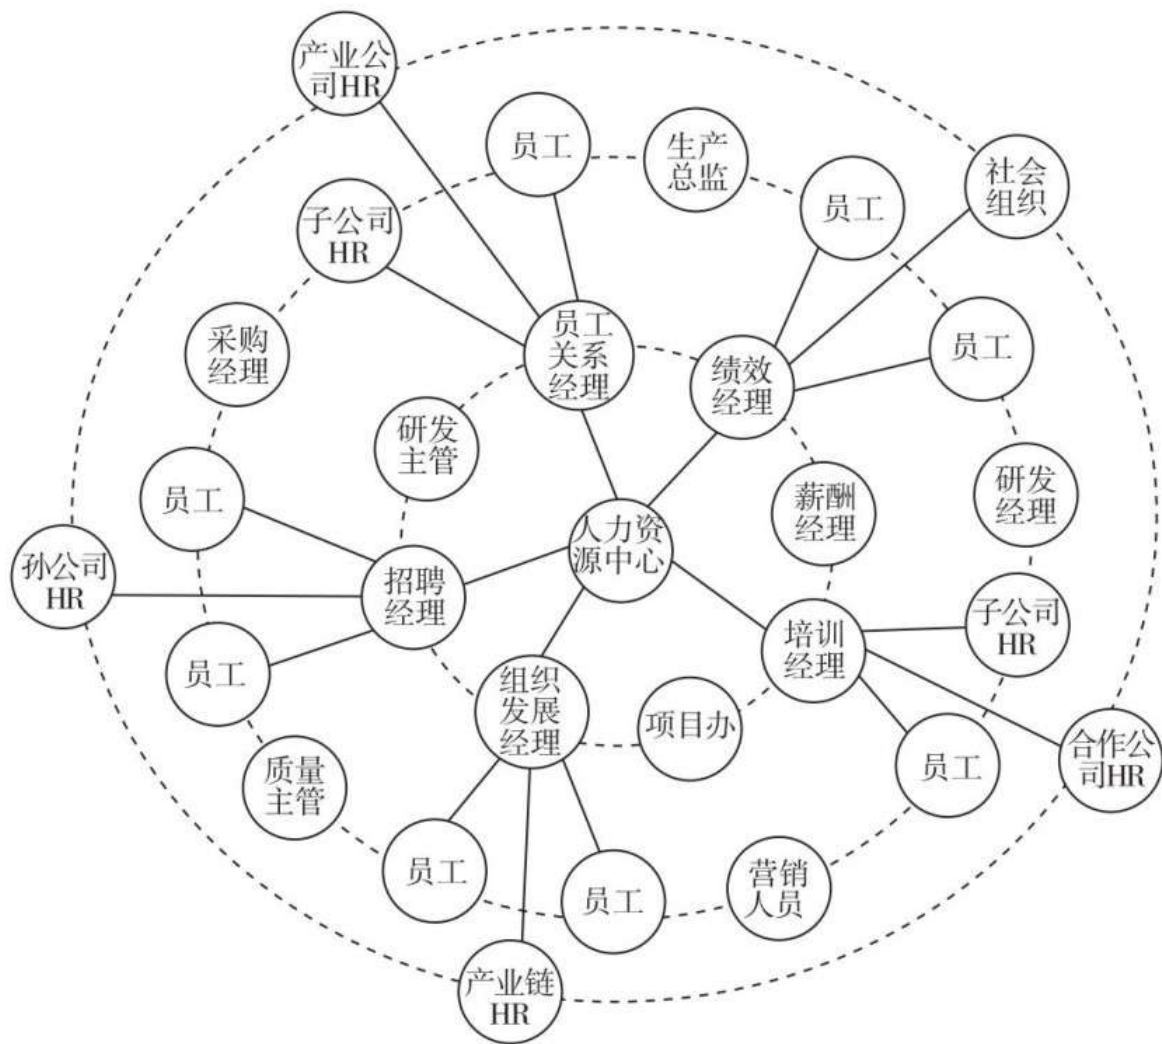 产业公
司HR
员工
生产
总监
社会
组织
员工
子公司
HR
采购
经理
员工
关系
经理
绩效
经理
员工
研发
主管
员工
薪酬
经理
研发
经理
人力资
源中心
孙公司
HR
招聘
经理
子公司
HR
培训
经理
员工
组织
发展
经理
项目办
员工
合作公
司HR
质量
主管
员工
员工
营销
人员
产业链
HR